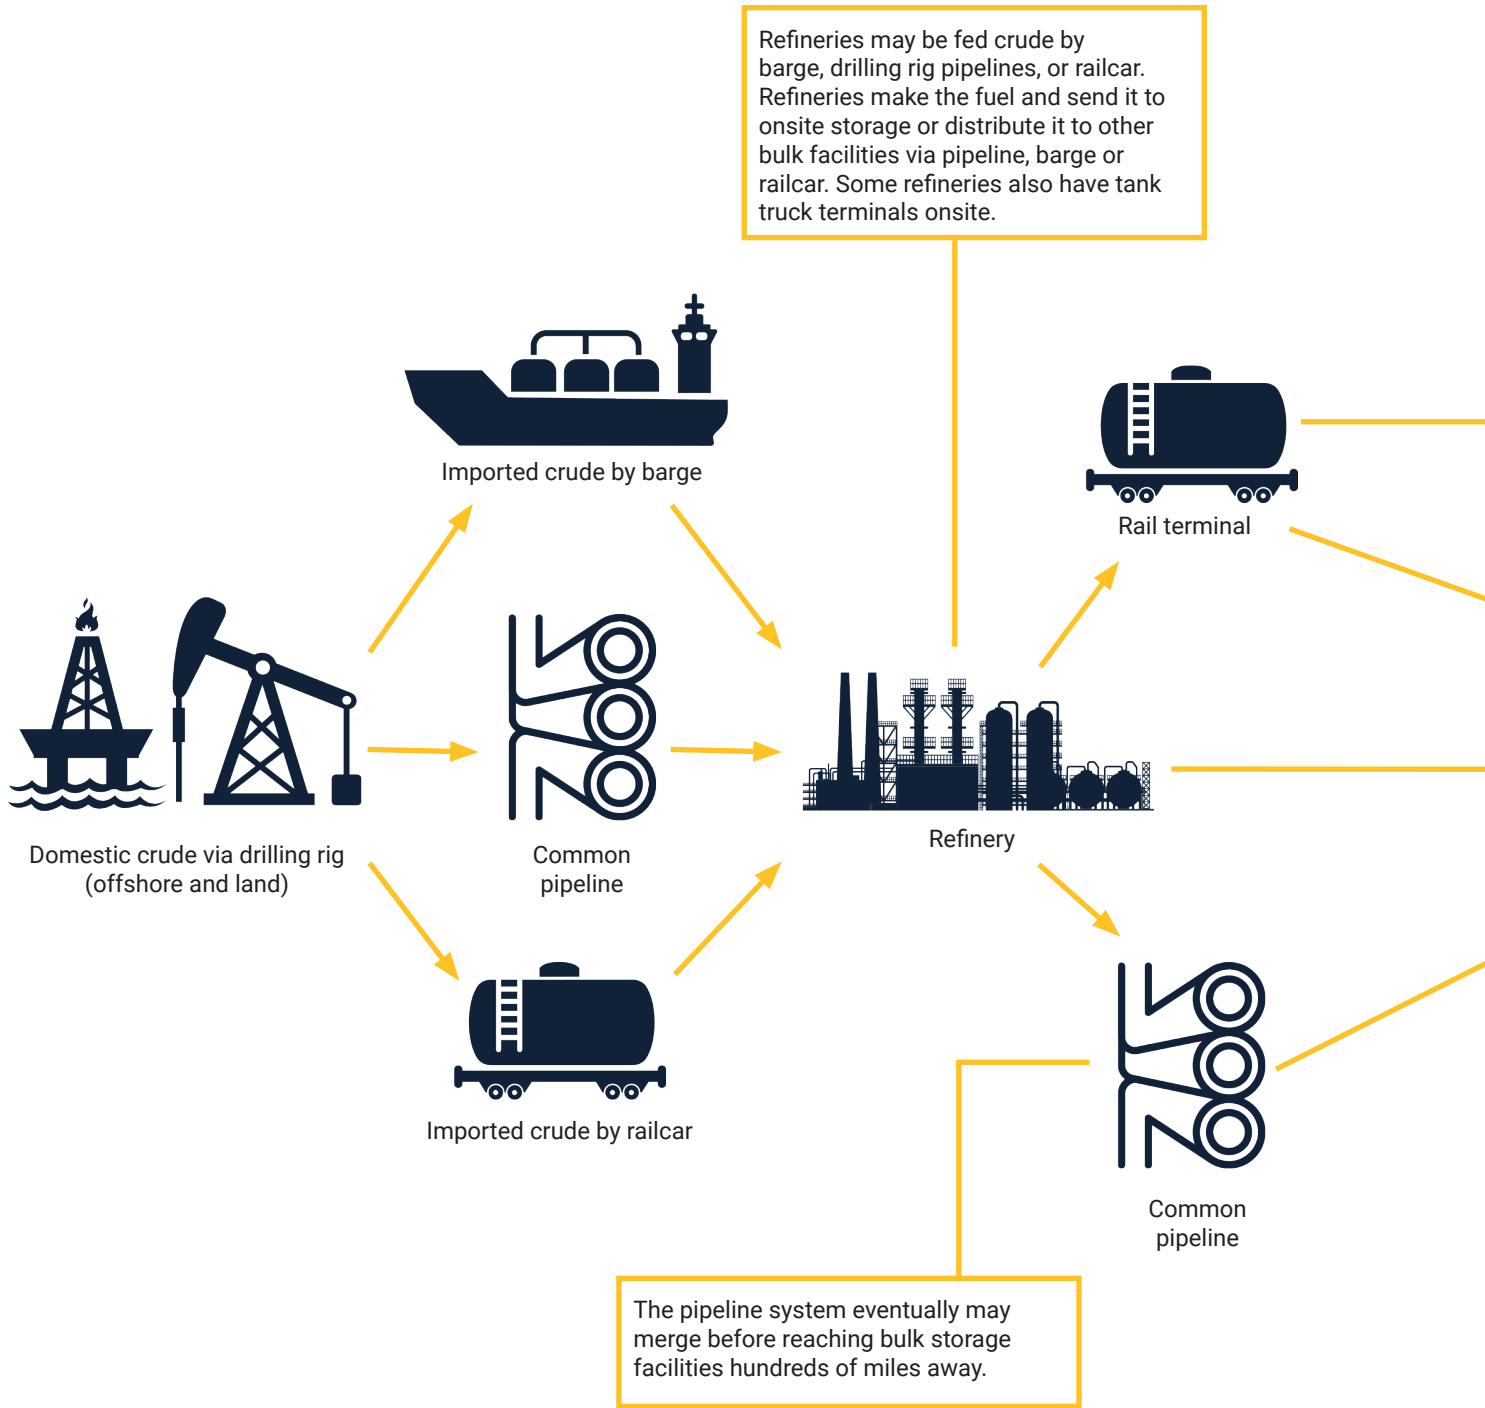 Refineries may be fed crude by
barge, drilling rig pipelines, or railcar.
Refineries make the fuel and send it to
onsite storage or distribute it to other
bulk facilities via pipeline, barge or
railcar. Some refineries also have tank
truck terminals onsite.
Imported crude by barge
Rail terminal
Domestic crude via drilling rig
(offshore and land)
Common
pipeline
Refinery
Imported crude by railcar
Common
pipeline
The pipeline system eventually may
merge before reaching bulk storage
facilities hundreds of miles away.